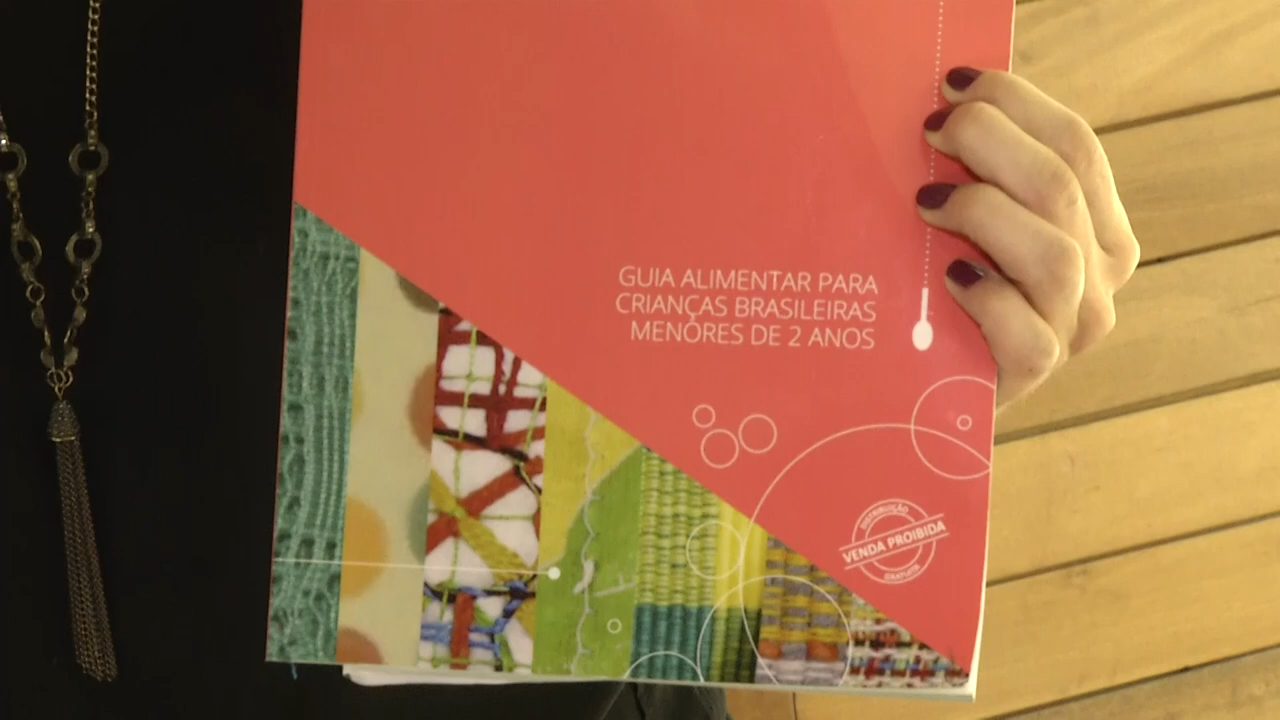 GUIA ALIMENTAR PARA
CRIANÇAS BRASILEIRAS
MENORES DE 2 ANOS
DISTRIBUIÇÃO
VENDA PROIBIDA
GRATUITA